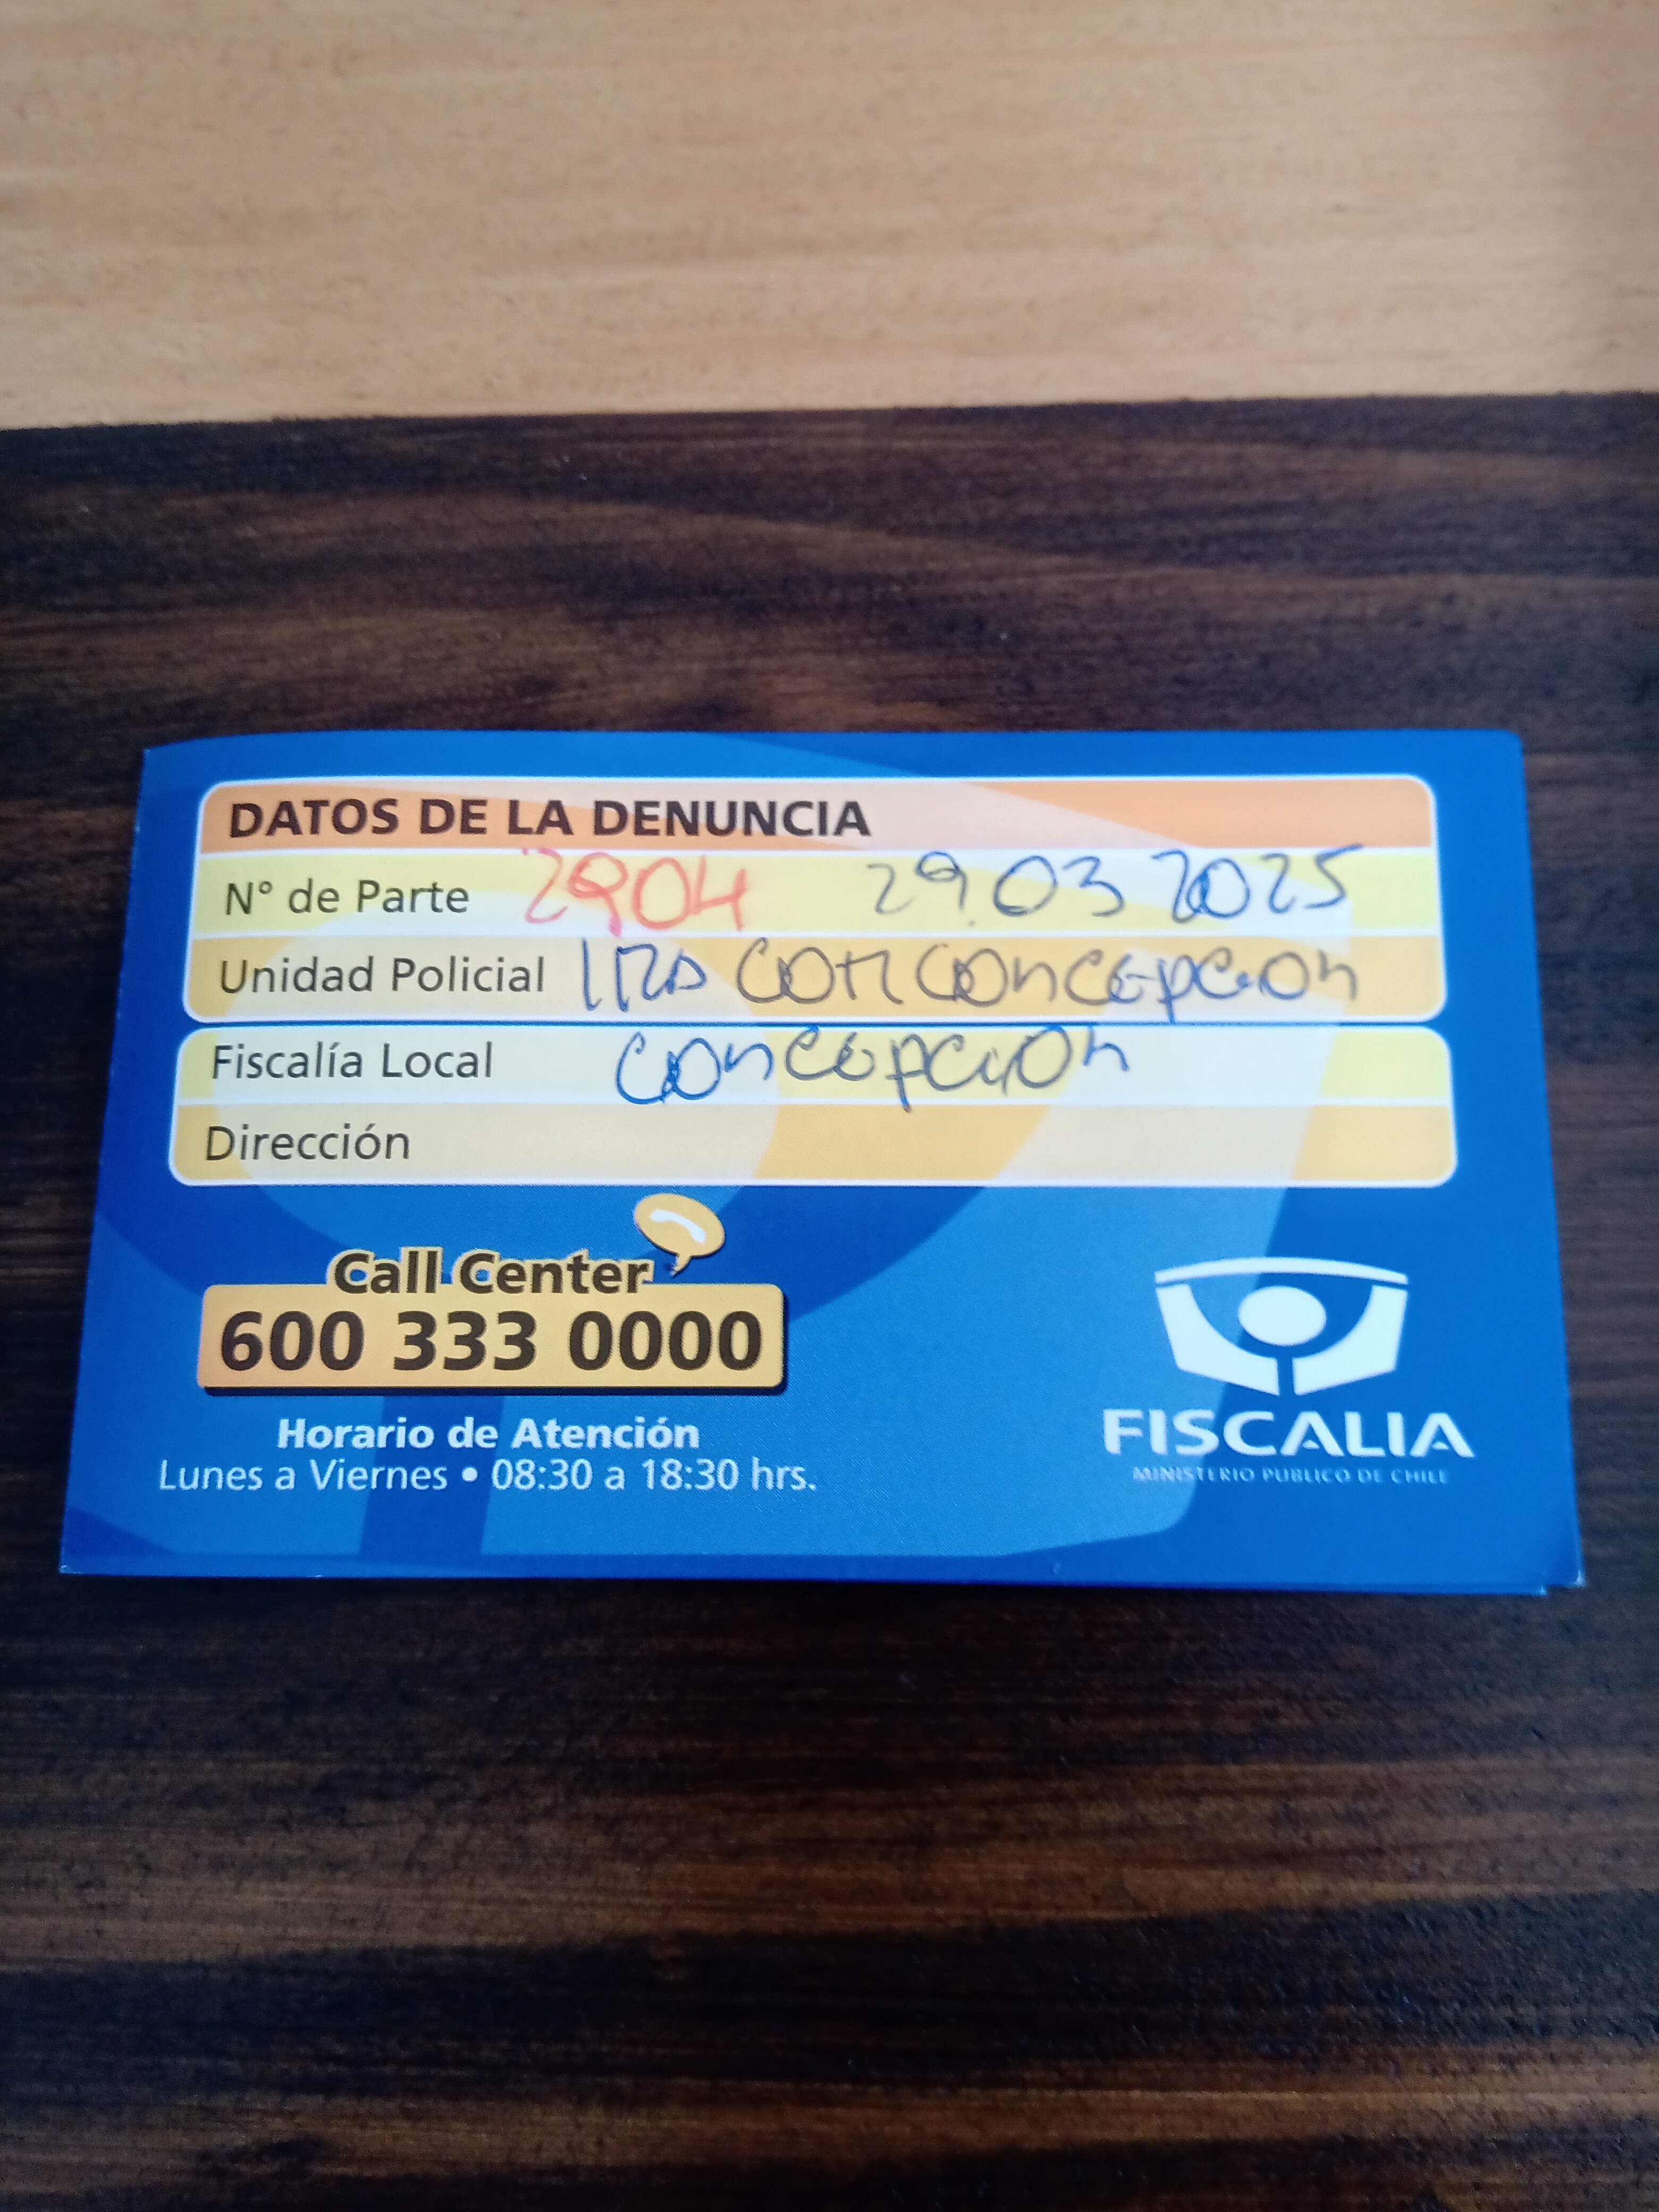 DATOS DE LA DENUNCIA
N° de Parte 2904 29.03 2025
Unidad Policial 1RA COM CONCEPCION
Fiscalía Local CONCEPCION
Dirección
Call Center
600 333 0000
Horario de Atención
Lunes a Viernes • 08:30 a 18:30 hrs.
FISCALIA
MINISTERIO PUBLICO DE CHILE